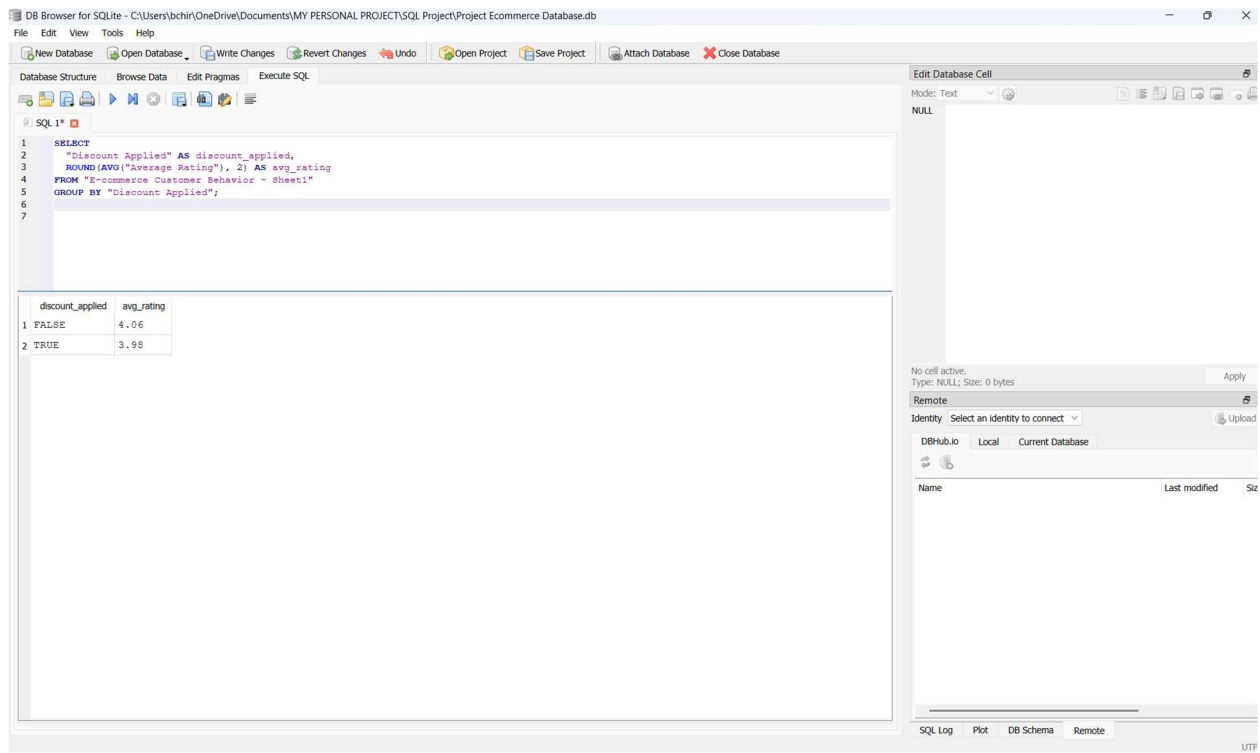 DB Browser for SQLite - C:\Users\bchir\OneDrive\Documents\MY PERSONAL PROJECT\SQL Project\Project Ecommerce Database.db
File Edit View Tools Help
New Database Open Database Write Changes Revert Changes Undo Open Project Save Project Attach Database Close Database
Database Structure Browse Data Edit Pragmas Execute SQL
SQL 1*
1 SELECT
2 "Discount Applied" AS discount_applied,
3 ROUND(AVG("Average Rating"), 2) AS avg_rating
4 FROM "E-commerce Customer Behavior - Sheet1"
5 GROUP BY "Discount Applied";
6
7
discount_applied avg_rating
1 FALSE 4.06
2 TRUE 3.98
Edit Database Cell
Mode: Text
NULL
No cell active.
Type: NULL; Size: 0 bytes
Apply
Remote
Identity Select an identity to connect Upload
DBHub.io Local Current Database
Name Last modified Siz
SQL Log Plot DB Schema Remote
UTF